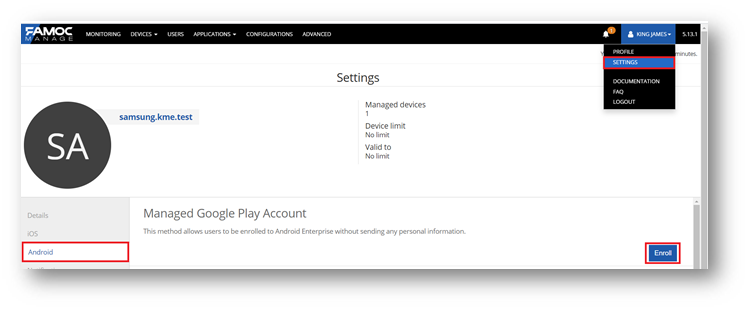 FAMOC
MANAGE
MONITORING DEVICES USERS APPLICATIONS CONFIGURATIONS ADVANCED
1
KING JAMES
5.13.1
PROFILE
minutes.
SETTINGS
DOCUMENTATION
FAQ
LOGOUT
Settings
SA
samsung.kme.test
Managed devices
1
Device limit
No limit
Valid to
No limit
Details
iOS
Android
Managed Google Play Account
This method allows users to be enrolled to Android Enterprise without sending any personal information.
Enroll